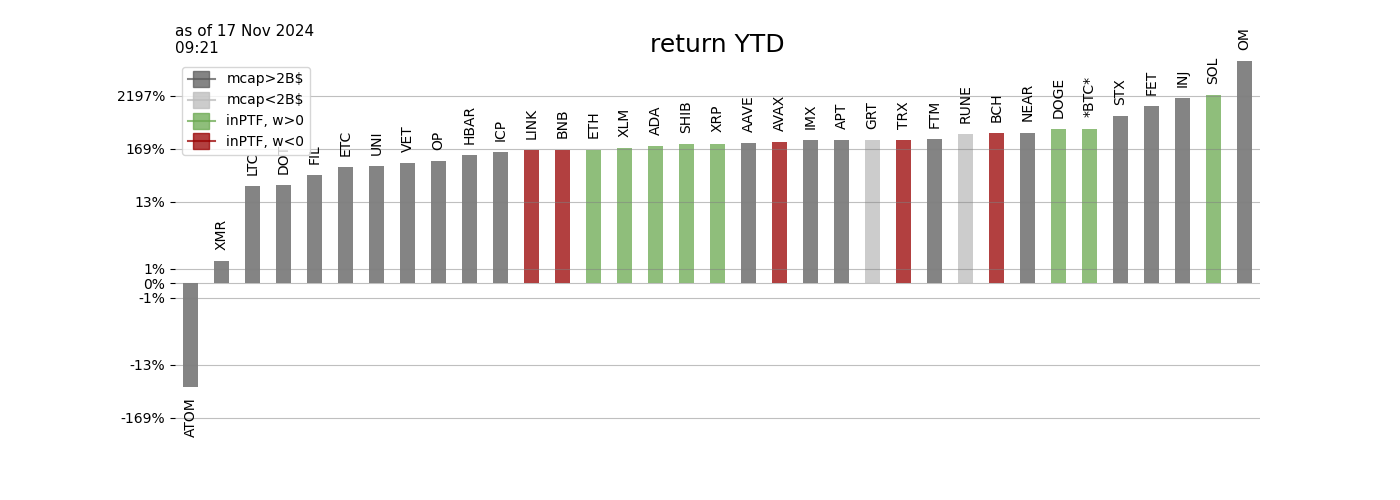 as of 17 Nov 2024
09:21
return YTD
mcap>2B$
mcap<2B$
inPTF, w>0
inPTF, w<0
2197%
169%
13%
1%
0%
-1%
-13%
-169%
ATOM
XMR
LTC
DOT
FIL
ETC
UNI
VET
OP
HBAR
ICP
LINK
BNB
ETH
XLM
ADA
SHIB
XRP
AAVE
AVAX
IMX
APT
GRT
TRX
FTM
RUNE
BCH
NEAR
DOGE
*BTC*
STX
FET
INJ
SOL
OM